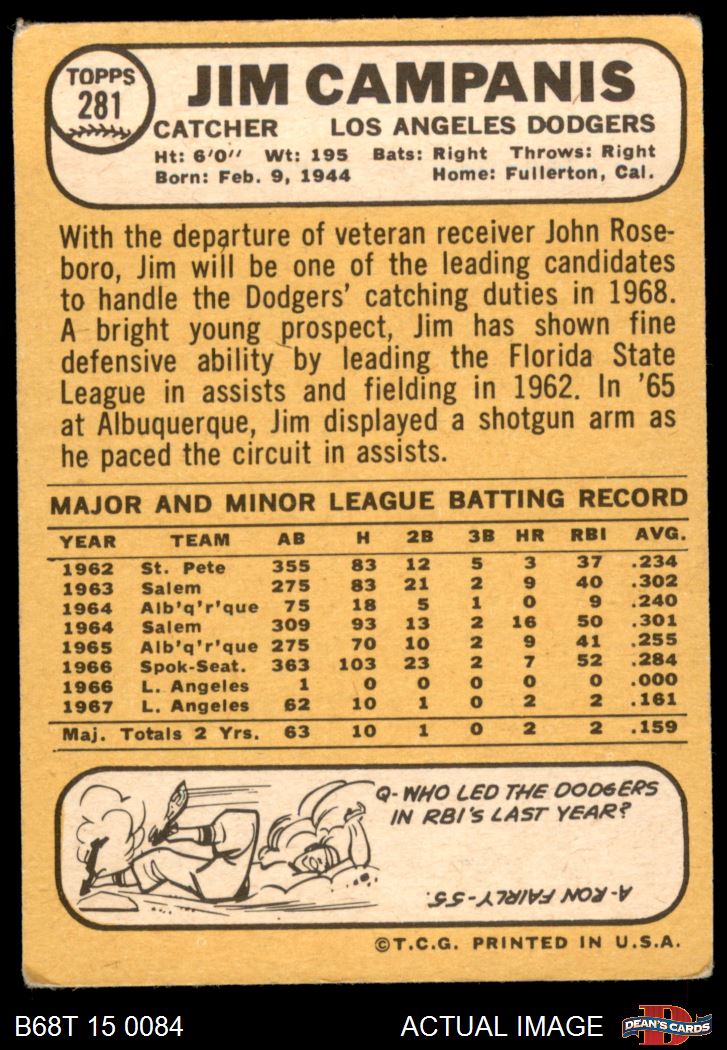 TOPPS
281
JIM CAMPANIS
CATCHER LOS ANGELES DODGERS
Ht: 6'0'' Wt: 195 Bats: Right Throws: Right
Born: Feb. 9, 1944 Home: Fullerton, Cal.
With the departure of veteran receiver John Rose-
boro, Jim will be one of the leading candidates
to handle the Dodgers' catching duties in 1968.
A bright young prospect, Jim has shown fine
defensive ability by leading the Florida State
League in assists and fielding in 1962. In '65
at Albuquerque, Jim displayed a shotgun arm as
he paced the circuit in assists.
MAJOR AND MINOR LEAGUE BATTING RECORD
YEAR TEAM AB H 2B 3B HR RBI AVG.
1962 St. Pete 355 83 12 5 3 37 .234
1963 Salem 275 83 21 2 9 40 .302
1964 Alb'q'r'que 75 18 5 1 0 9 .240
1964 Salem 309 93 13 2 16 50 .301
1965 Alb'q'r'que 275 70 10 2 9 41 .255
1966 Spok-Seat. 363 103 23 2 7 52 .284
1966 L. Angeles 1 0 0 0 0 0 .000
1967 L. Angeles 62 10 1 0 2 2 .161
Maj. Totals 2 Yrs. 63 10 1 0 2 2 .159
Q-WHO LED THE DODGERS
IN RBI'S LAST YEAR?
A-RON FAIRLY-55.
©T.C.G. PRINTED IN U.S.A.
B68T 15 0084 ACTUAL IMAGE
D
DEAN'S CARDS